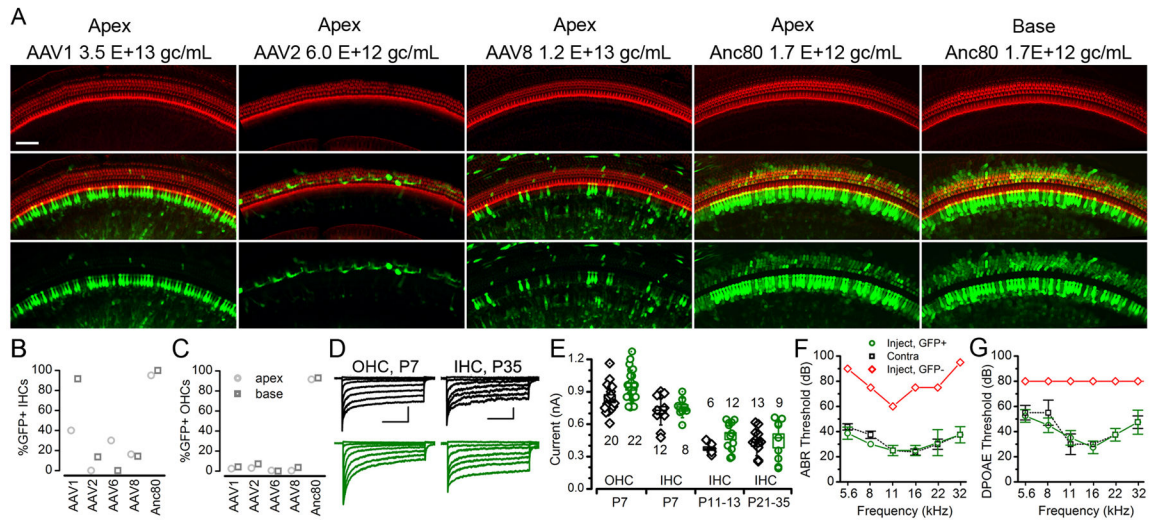 A
Apex
AAV1 3.5 E+13 gc/mL
Apex
AAV2 6.0 E+12 gc/mL
Apex
AAV8 1.2 E+13 gc/mL
Apex
Anc80 1.7 E+12 gc/mL
Base
Anc80 1.7E+12 gc/mL
B
%GFP+ IHCs
100
80
60
40
20
0
AAV1
AAV2
AAV6
AAV8
Anc80
C
%GFP+ OHCs
100
80
60
40
20
0
apex
base
AAV1
AAV2
AAV6
AAV8
Anc80
D
OHC, P7
IHC, P35
E
Current (nA)
1.2
0.9
0.6
0.3
0.0
20
22
12
8
6
12
13
9
OHC
IHC
IHC
IHC
P7
P7
P11-13
P21-35
F
ABR Threshold (dB)
100
80
60
40
20
0
5.6
8
11
16
22
32
Frequency (kHz)
Inject, GFP+
Contra
Inject, GFP-
G
DPOAE Threshold (dB)
100
80
60
40
20
0
5.6
8
11
16
22
32
Frequency (kHz)